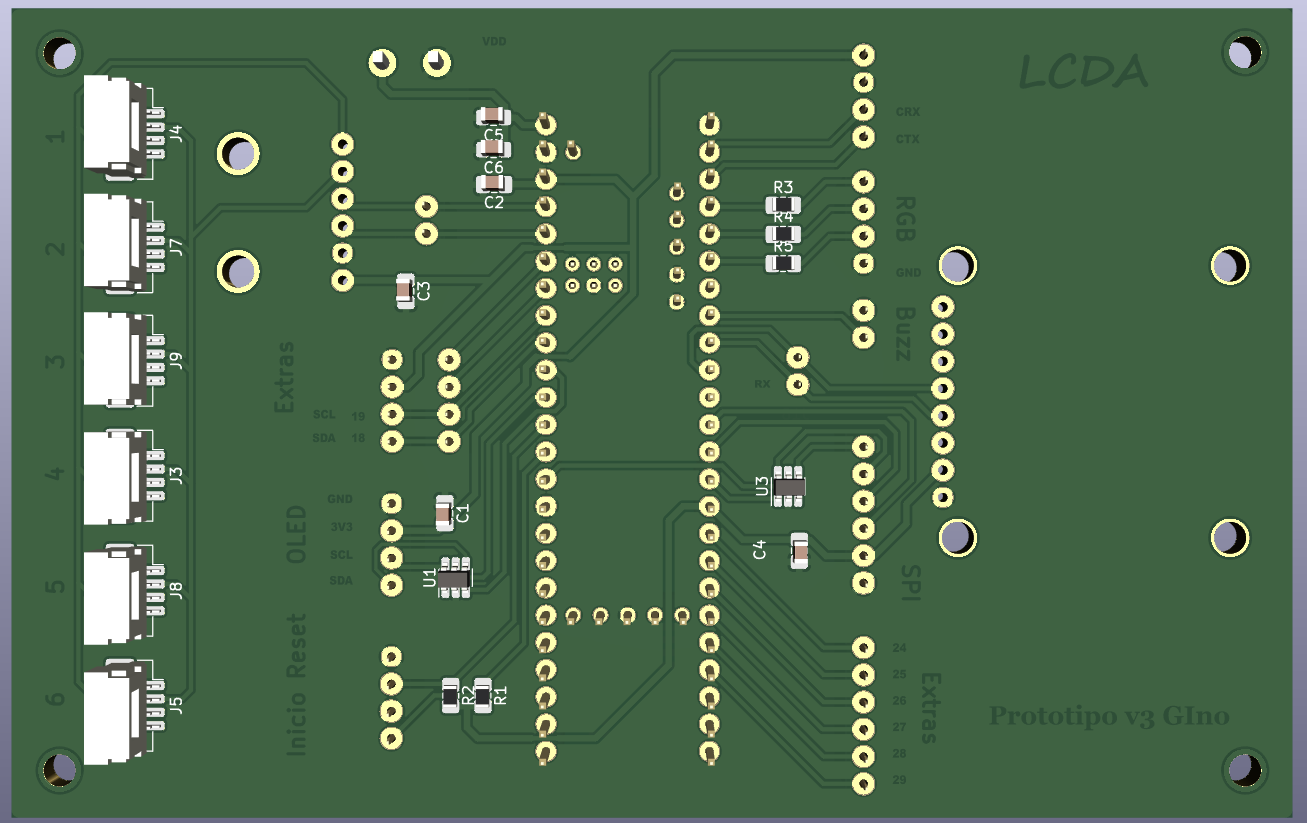 VDD
LCDA
CRX
CTX
1
J4
C5
C6
C2
R3
R4
R5
RGB
GND
2
J7
C3
Buzz
3
J9
Extras
SCL 19
SDA 18
RX
4
J3
GND
3V3
SCL
SDA
OLED
C1
U1
U3
C4
SPI
5
J8
6
J5
Inicio Reset
R2
R1
24
25
26
27
28
29
Extras
Prototipo v3 GIno